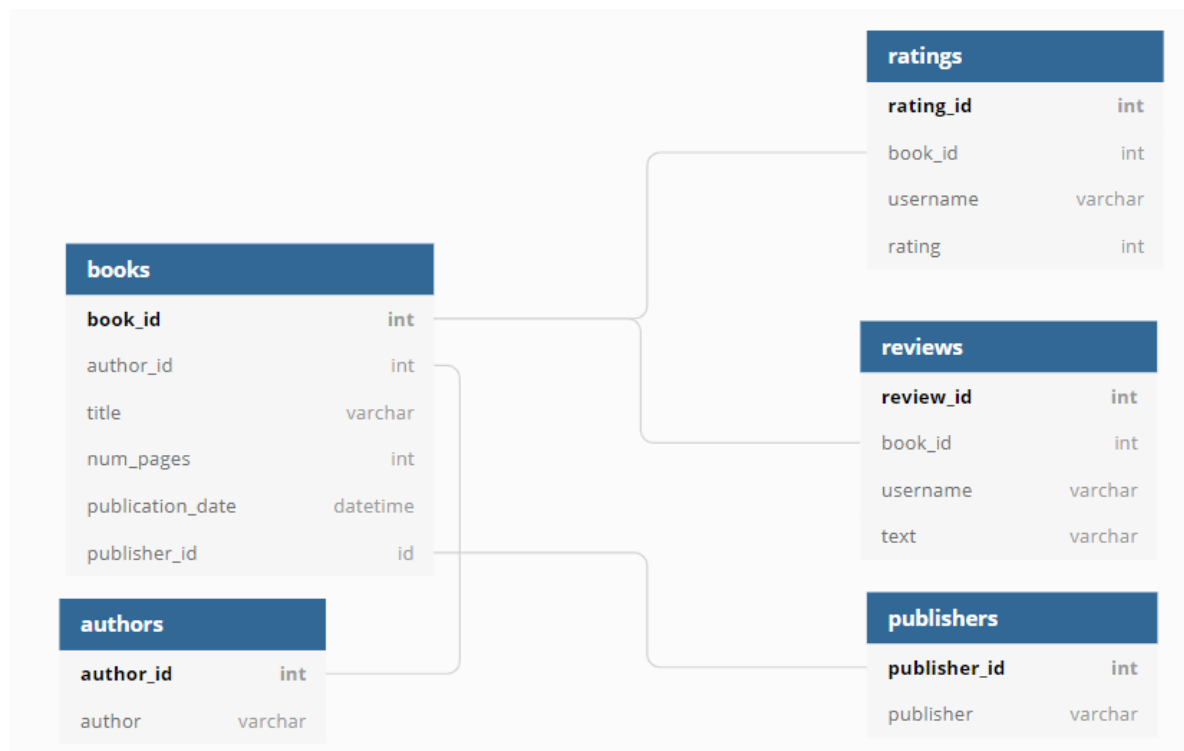 books
book_id int
author_id int
title varchar
num_pages int
publication_date datetime
publisher_id id
authors
author_id int
author varchar
ratings
rating_id int
book_id int
username varchar
rating int
reviews
review_id int
book_id int
username varchar
text varchar
publishers
publisher_id int
publisher varchar